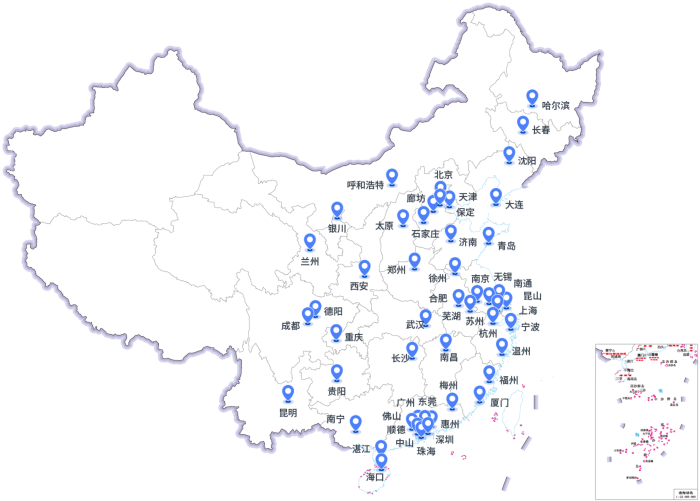 哈尔滨
长春
沈阳
北京
呼和浩特
廊坊
天津
大连
保定
银川
太原
石家庄
济南
青岛
兰州
郑州
徐州
西安
南京
无锡
南通
合肥
昆山
德阳
芜湖
苏州
上海
成都
武汉
宁波
重庆
杭州
长沙
南昌
温州
贵阳
福州
梅州
昆明
广州
东莞
厦门
南宁
佛山
惠州
顺德
中山
深圳
湛江
珠海
海口